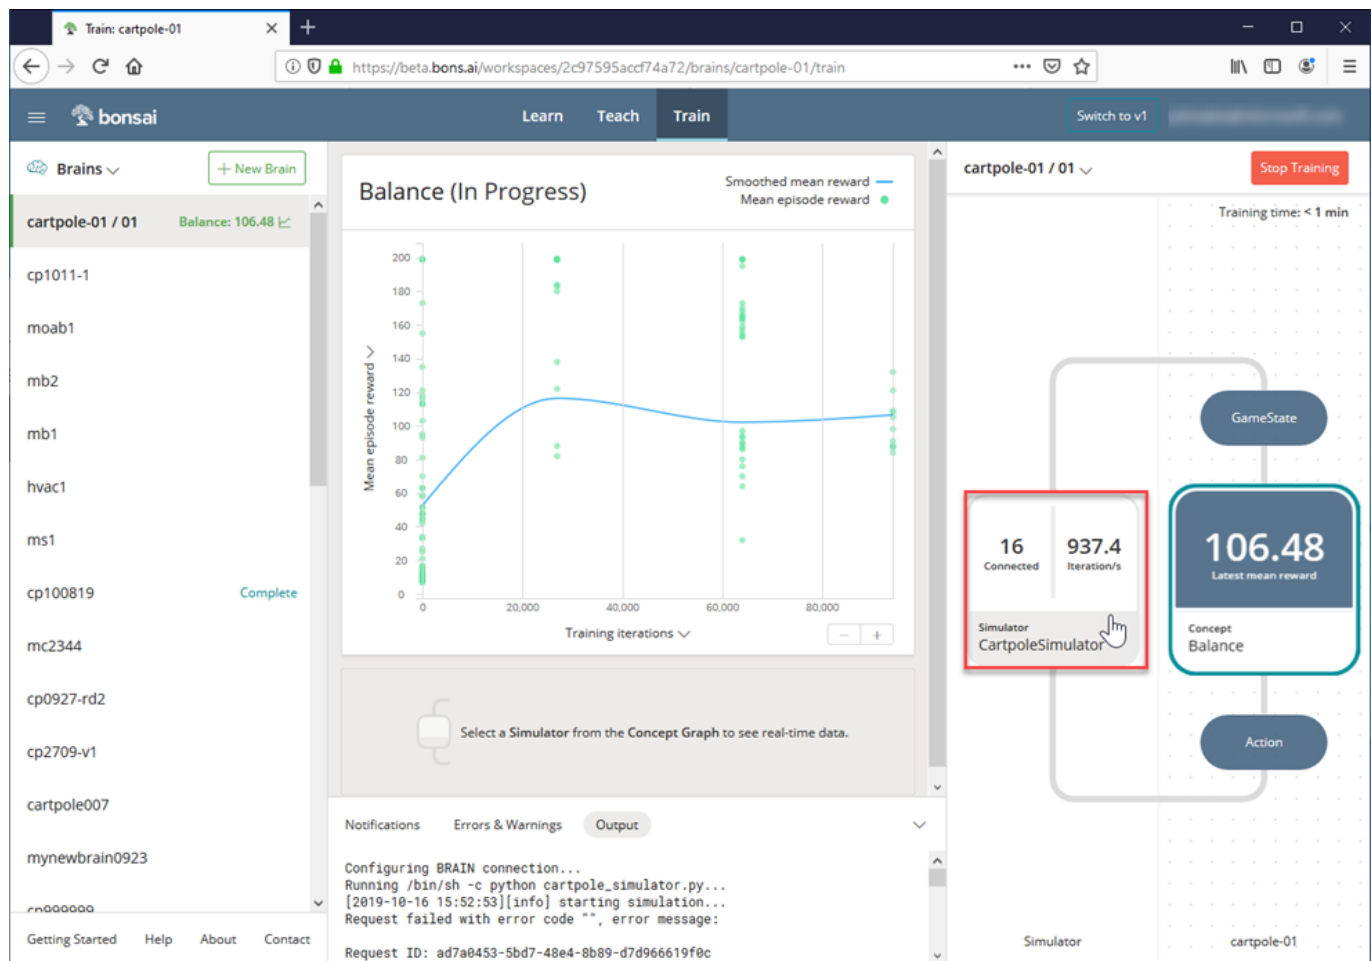 Train: cartpole-01
https://beta.bons.ai/workspaces/2c97595accf74a72/brains/cartpole-01/train
bonsai
Learn Teach Train
Switch to v1
Brains
+ New Brain
cartpole-01 / 01 Balance: 106.48
cp1011-1
moab1
mb2
mb1
hvac1
ms1
cp100819 Complete
mc2344
cp0927-rd2
cp2709-v1
cartpole007
mynewbrain0923
cp999999
Getting Started Help About Contact
Balance (In Progress)
Smoothed mean reward
Mean episode reward
Mean episode reward
200
180
160
140
120
100
80
60
40
20
0
0 20,000 40,000 60,000 80,000
Training iterations
- +
Select a Simulator from the Concept Graph to see real-time data.
Notifications Errors & Warnings Output
Configuring BRAIN connection...
Running /bin/sh -c python cartpole_simulator.py...
[2019-10-16 15:52:53][info] starting simulation...
Request failed with error code "", error message:
Request ID: ad7a0453-5bd7-48e4-8b89-d7d966619f0c
cartpole-01 / 01
Stop Training
Training time: < 1 min
GameState
16 937.4
Connected Iteration/s
Simulator
CartpoleSimulator
106.48
Latest mean reward
Concept
Balance
Action
Simulator cartpole-01